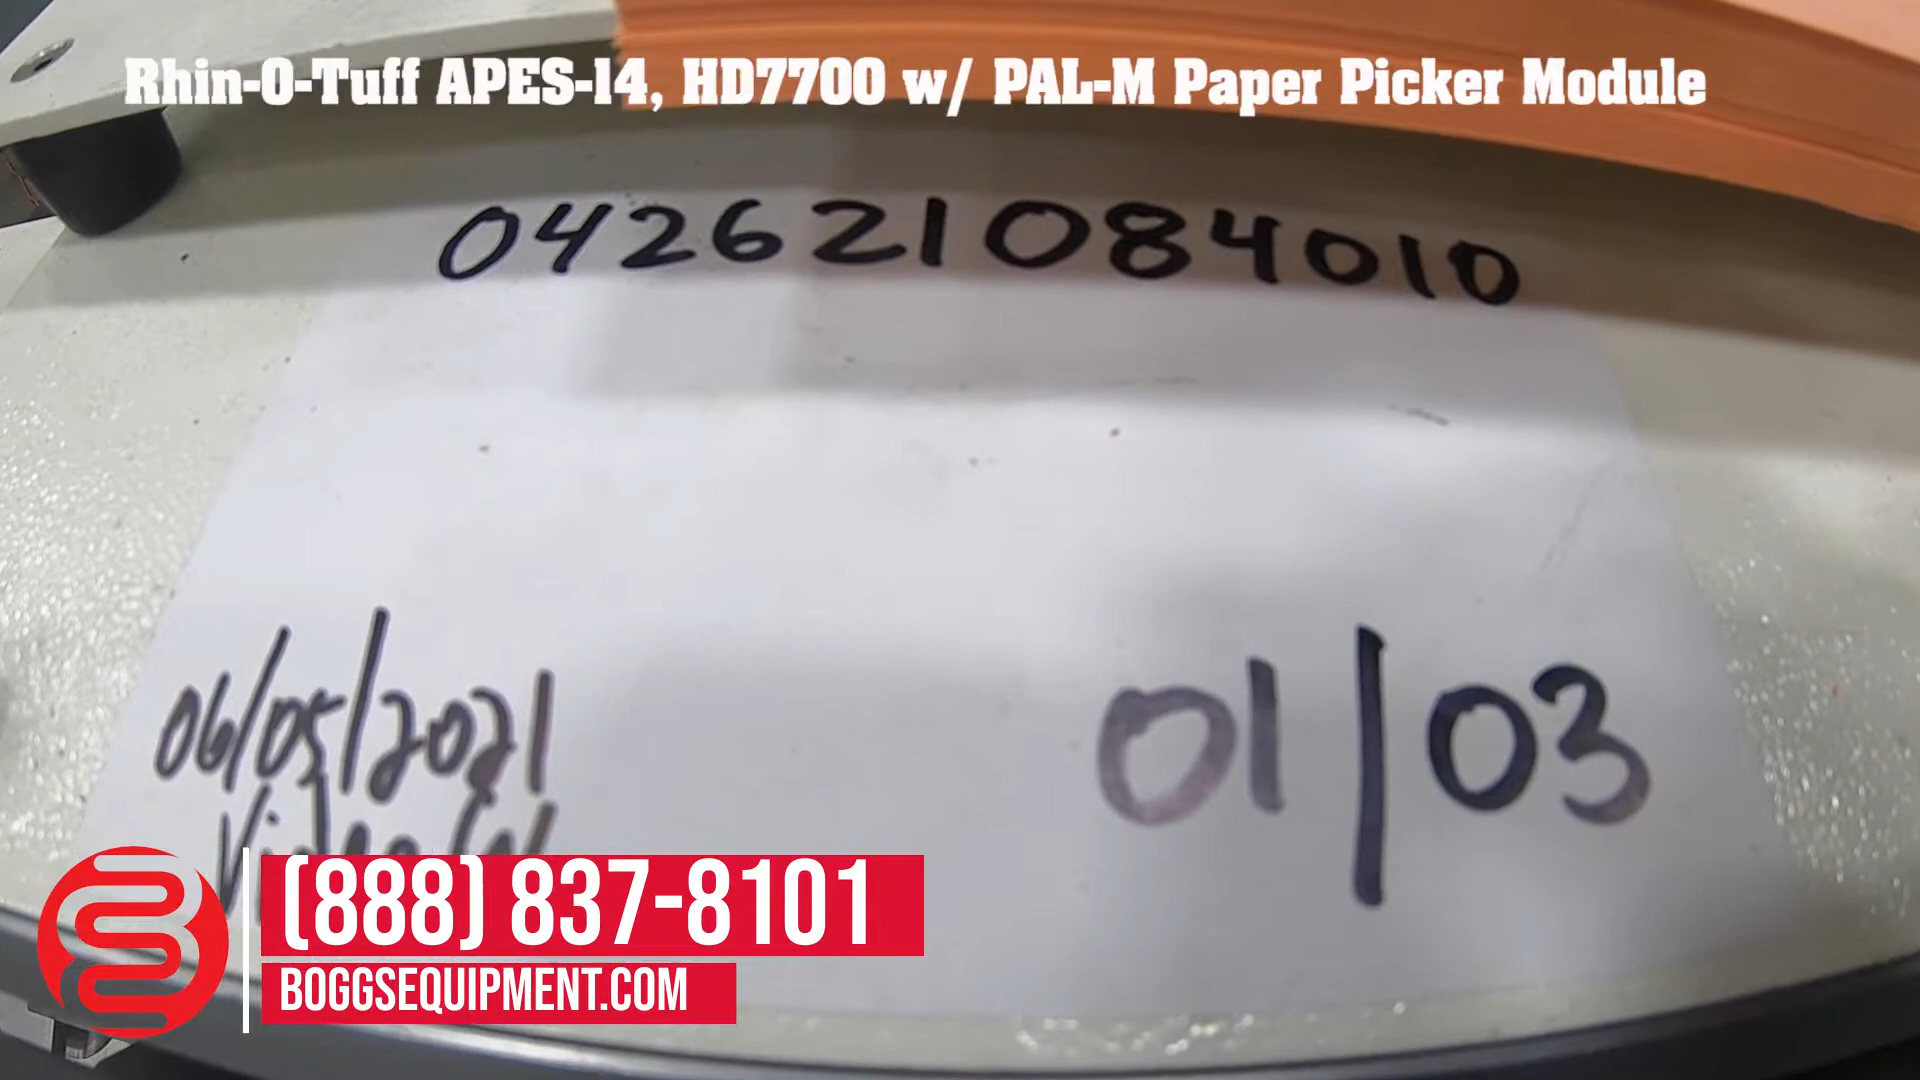 Rhin-O-Tuff APES-14, HD7700 w/ PAL-M Paper Picker Module
042621084010
06/05/2021
01/03
(888) 837-8101
BOGGSEQUIPMENT.COM